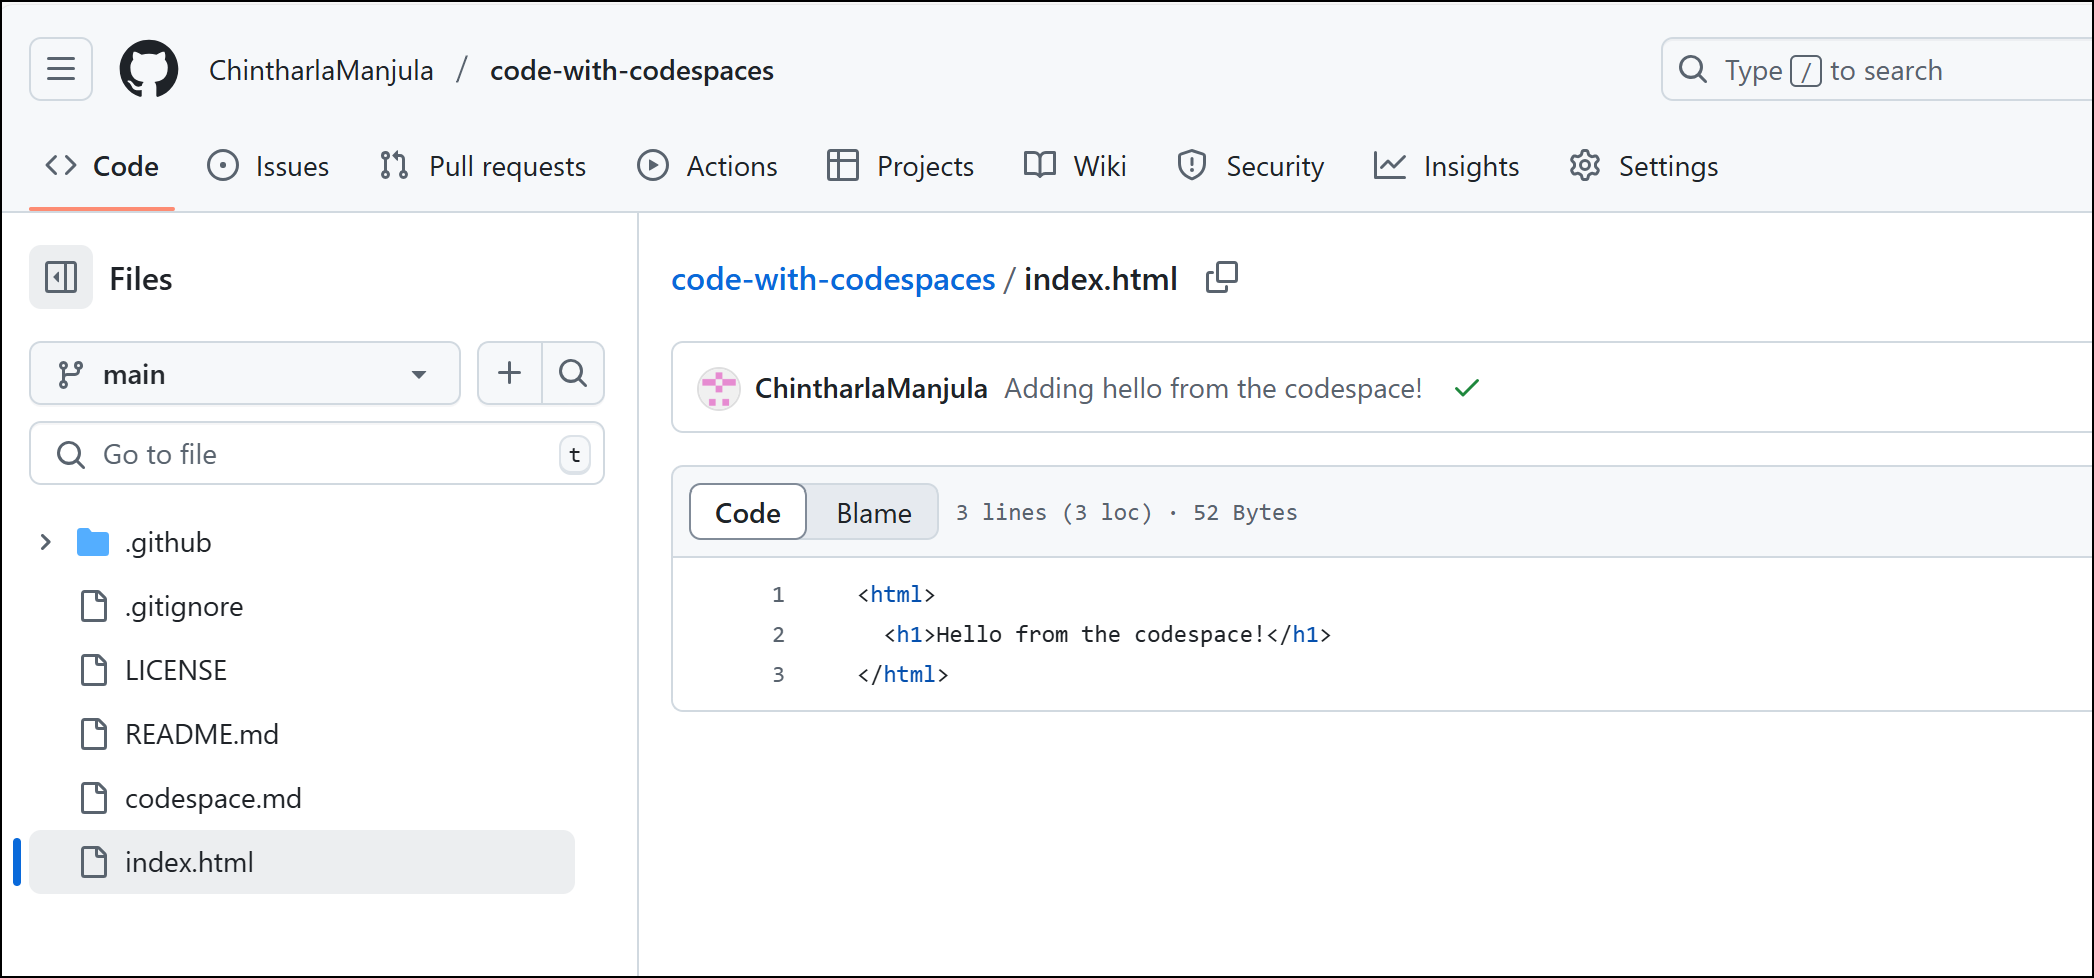 ChintharlaManjula / code-with-codespaces
Type / to search
Code Issues Pull requests Actions Projects Wiki Security Insights Settings
Files
main
Go to file t
.github
.gitignore
LICENSE
README.md
codespace.md
index.html
code-with-codespaces / index.html
ChintharlaManjula Adding hello from the codespace!
Code Blame 3 lines (3 loc) · 52 Bytes
1 <html>
2 <h1>Hello from the codespace!</h1>
3 </html>